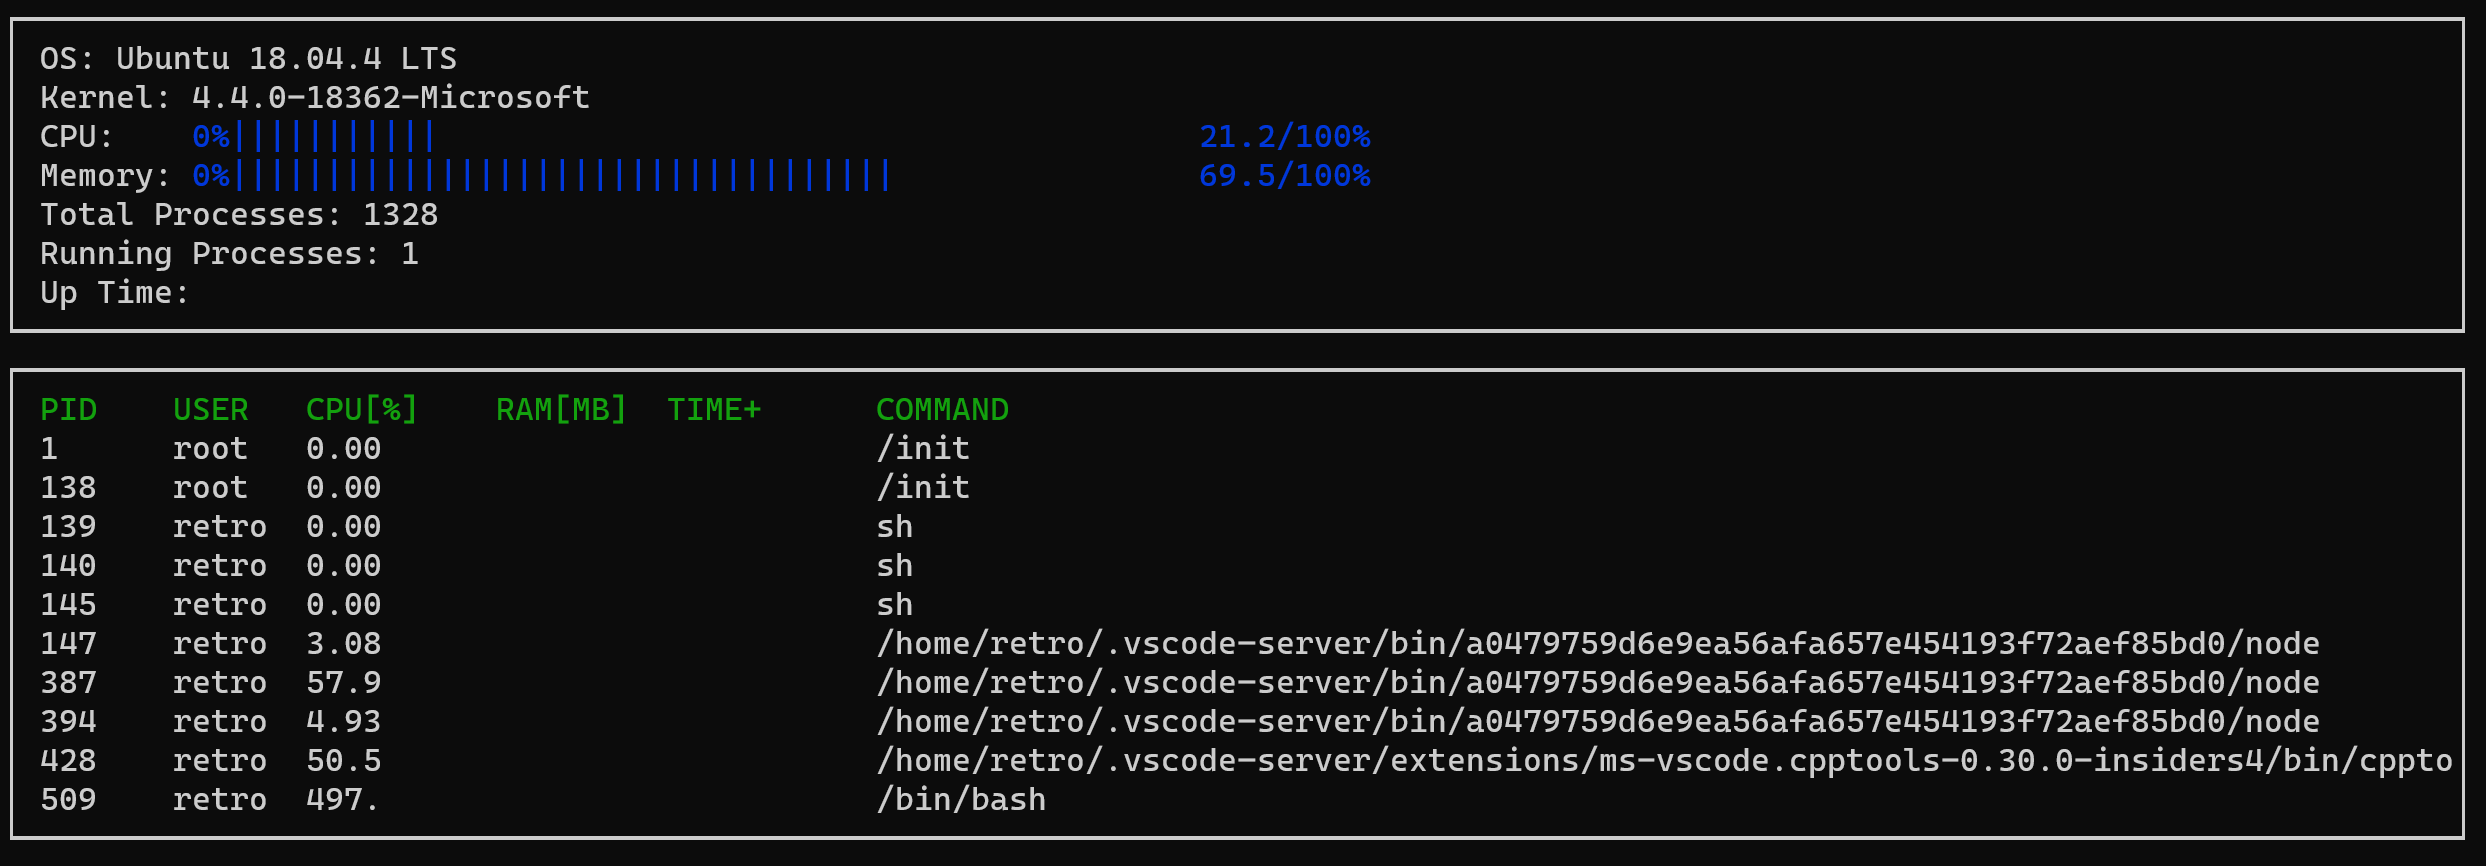 OS: Ubuntu 18.04.4 LTS
Kernel: 4.4.0-18362-Microsoft
CPU: 0%||||||||||| 21.2/100%
Memory: 0%||||||||||||||||||||||||||||||||||| 69.5/100%
Total Processes: 1328
Running Processes: 1
Up Time:
PID USER CPU[%] RAM[MB] TIME+ COMMAND
1 root 0.00 /init
138 root 0.00 /init
139 retro 0.00 sh
140 retro 0.00 sh
145 retro 0.00 sh
147 retro 3.08 /home/retro/.vscode-server/bin/a0479759d6e9ea56afa657e454193f72aef85bd0/node
387 retro 57.9 /home/retro/.vscode-server/bin/a0479759d6e9ea56afa657e454193f72aef85bd0/node
394 retro 4.93 /home/retro/.vscode-server/bin/a0479759d6e9ea56afa657e454193f72aef85bd0/node
428 retro 50.5 /home/retro/.vscode-server/extensions/ms-vscode.cpptools-0.30.0-insiders4/bin/cppto
509 retro 497. /bin/bash